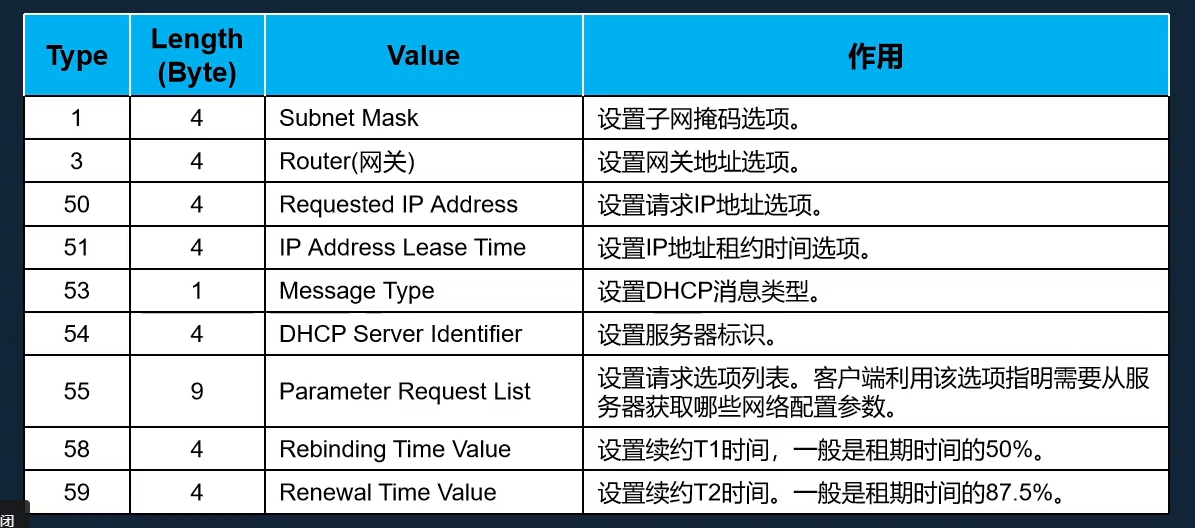 Type Length (Byte) Value 作用
1 4 Subnet Mask 设置子网掩码选项。
3 4 Router(网关) 设置网关地址选项。
50 4 Requested IP Address 设置请求IP地址选项。
51 4 IP Address Lease Time 设置IP地址租约时间选项。
53 1 Message Type 设置DHCP消息类型。
54 4 DHCP Server Identifier 设置服务器标识。
55 9 Parameter Request List 设置请求选项列表。客户端利用该选项指明需要从服
务器获取哪些网络配置参数。
58 4 Rebinding Time Value 设置续约T1时间，一般是租期时间的50%。
59 4 Renewal Time Value 设置续约T2时间。一般是租期时间的87.5%。
闭